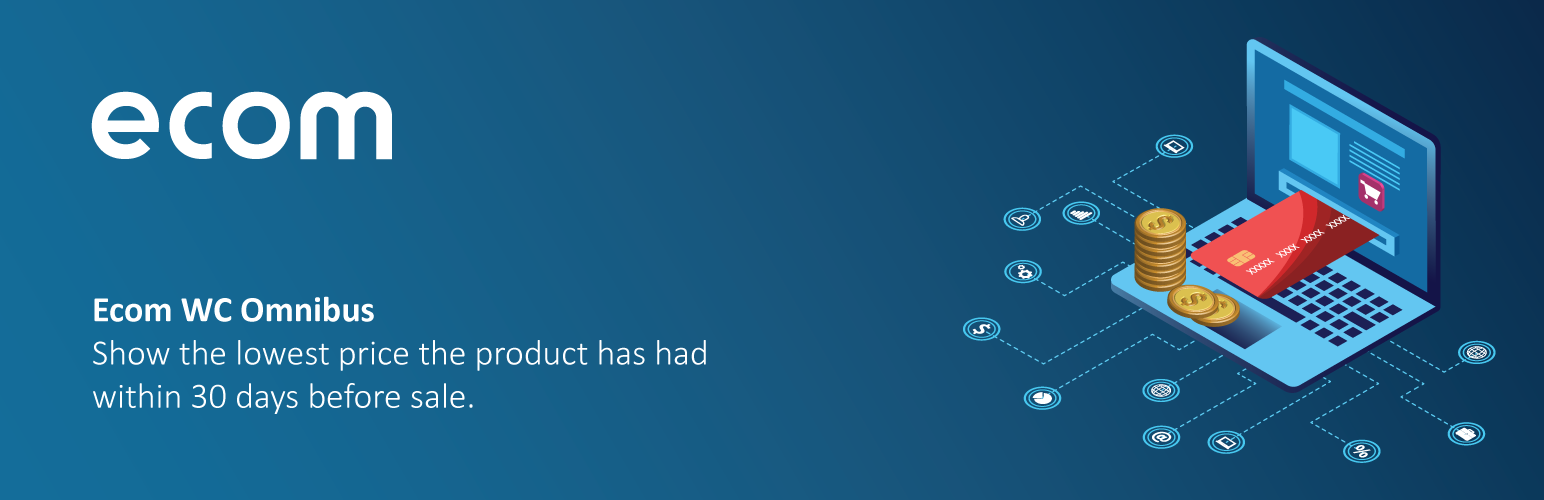 ecom
Ecom WC Omnibus
Show the lowest price the product has had
within 30 days before sale.
XXXXX XXXX XXXX XXXX